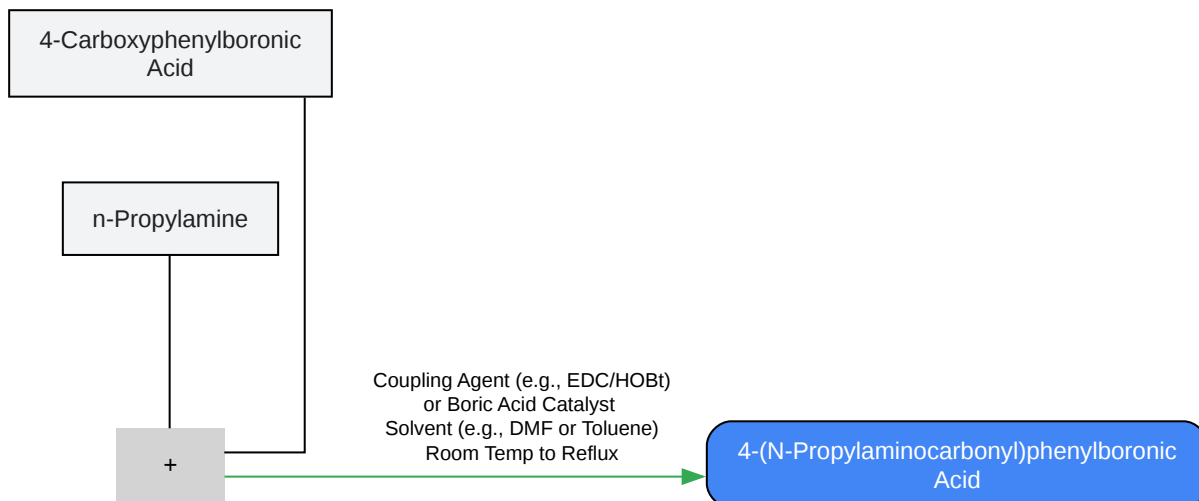 4-Carboxyphenylboronic
Acid
n-Propylamine
Coupling Agent (e.g., EDC/HOBt)
or Boric Acid Catalyst
Solvent (e.g., DMF or Toluene)
Room Temp to Reflux
+
4-(N-Propylaminocarbonyl)phenylboronic
Acid